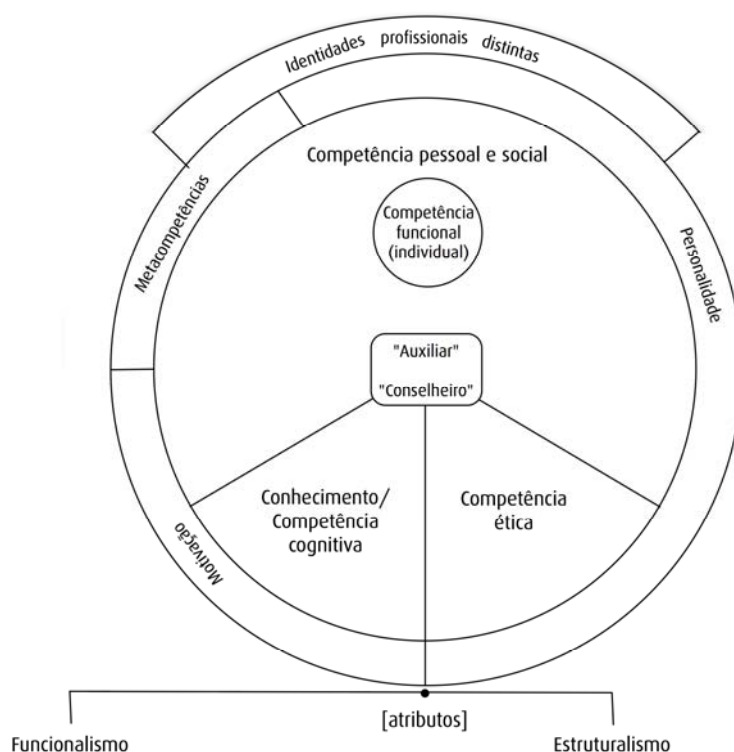 Identidades profissionais distintas
Metacompetências
Personalidade
Motivação
Competência pessoal e social
Competência
funcional
(individual)
"Auxiliar"
"Conselheiro"
Conhecimento/
Competência
cognitiva
Competência
ética
[atributos]
Funcionalismo
Estruturalismo